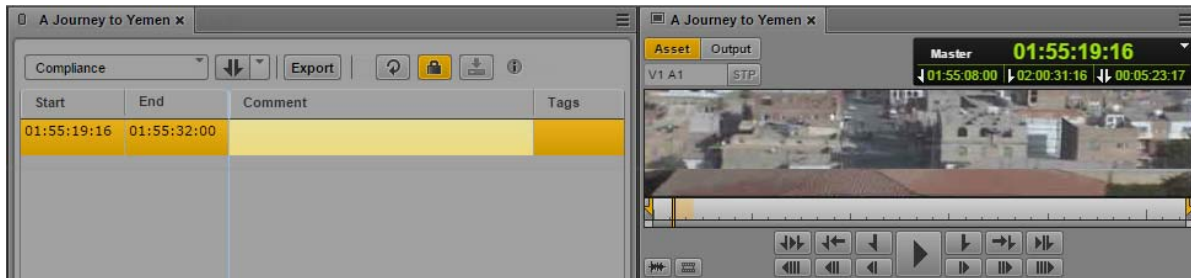 A Journey to Yemen
Compliance
Export
Start End Comment Tags
01:55:19:16 01:55:32:00
A Journey to Yemen
Asset Output
Master 01:55:19:16
V1 A1 STP
01:55:08:00 02:00:31:16 00:05:23:17